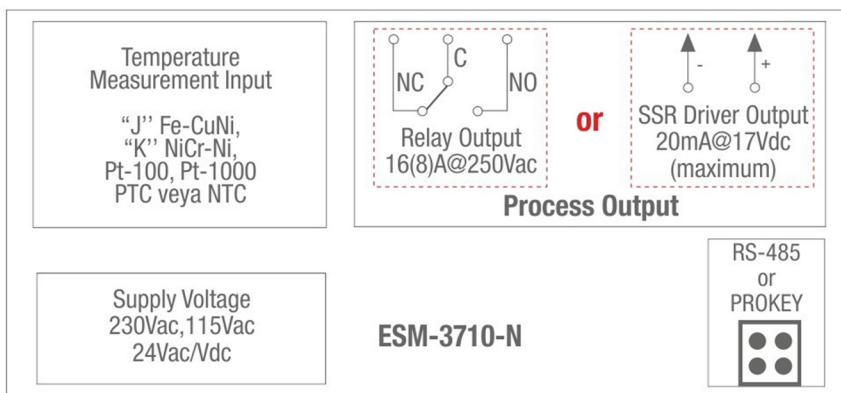 Temperature
Measurement Input
“J’’ Fe-CuNi,
“K’’ NiCr-Ni,
Pt-100, Pt-1000
PTC veya NTC
NC
C
NO
Relay Output
16(8)A@250Vac
or
-
+
SSR Driver Output
20mA@17Vdc
(maximum)
Process Output
Supply Voltage
230Vac,115Vac
24Vac/Vdc
ESM-3710-N
RS-485
or
PROKEY